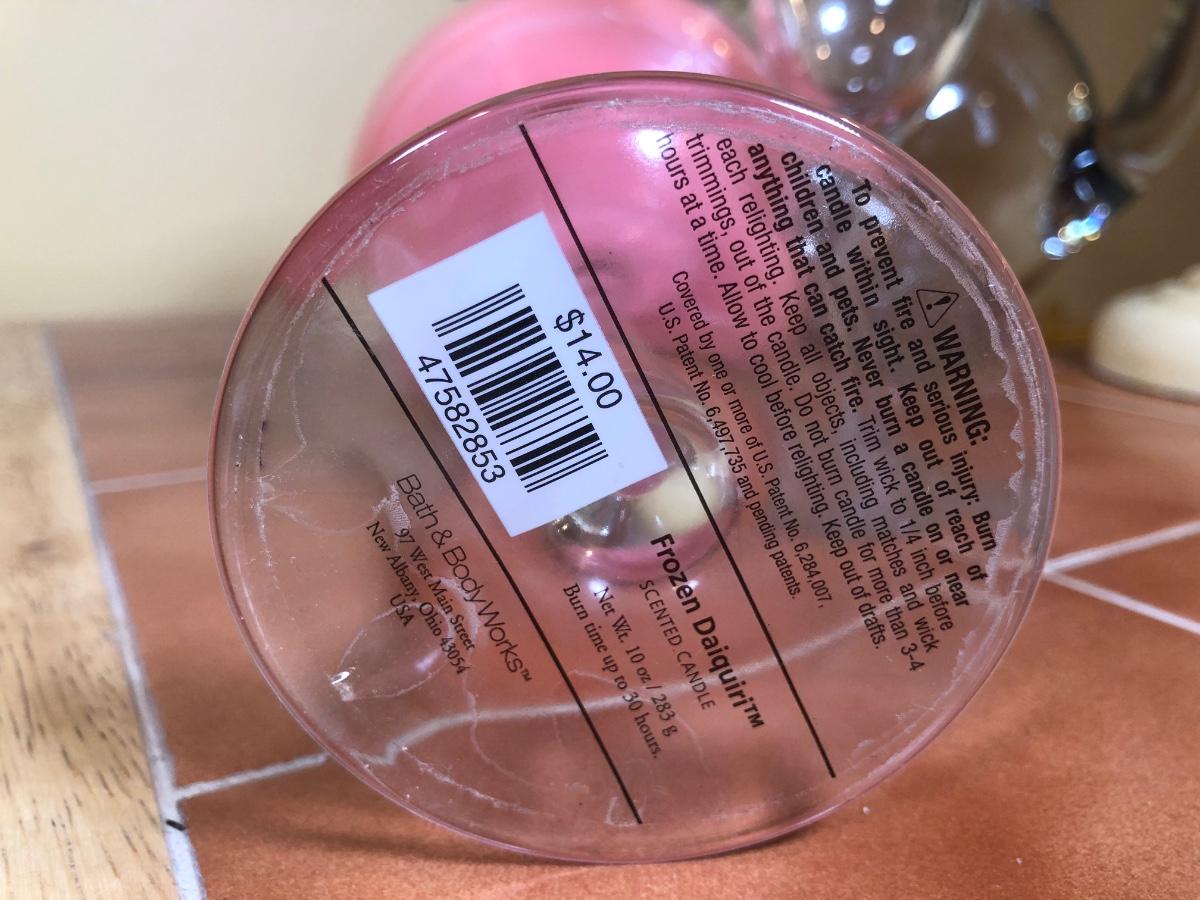 ⚠ WARNING:
To prevent fire and serious injury: Burn
candle within sight. Keep out of reach of
children and pets. Never burn a candle on or near
anything that can catch fire. Trim wick to 1/4 inch before
each relighting. Keep all objects, including matches and wick
trimmings, out of the candle. Do not burn candle for more than 3-4
hours at a time. Allow to cool before relighting. Keep out of drafts.
Covered by one or more of U.S. Patent No. 6,284,007,
U.S. Patent No. 6,497,735 and pending patents.
$14.00
47582853
Frozen Daiquiri™
SCENTED CANDLE
Net Wt. 10 oz / 283 g
Burn time up to 30 hours.
Bath & Body Works™
97 West Main Street
New Albany, Ohio 43054
USA